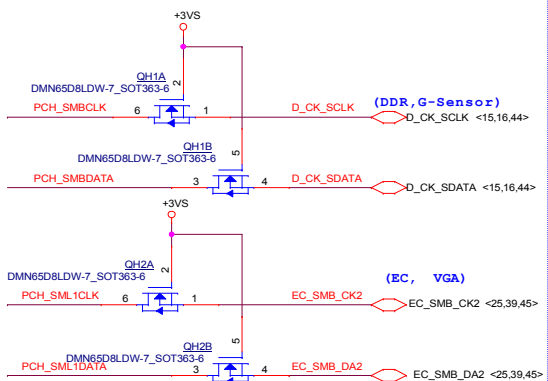 +3VS
QH1A
DMN65D8LDW-7_SOT363-6
2
PCH_SMBCLK 6 1 D_CK_SCLK
(DDR,G-Sensor)
D_CK_SCLK <15,16,44>
QH1B
DMN65D8LDW-7_SOT363-6
5
PCH_SMBDATA 3 4 D_CK_SDATA D_CK_SDATA <15,16,44>
+3VS
QH2A
DMN65D8LDW-7_SOT363-6
2
(EC, VGA)
PCH_SML1CLK 6 1 EC_SMB_CK2 EC_SMB_CK2 <25,39,45>
QH2B
5
DMN65D8LDW-7_SOT363-6
PCH_SML1DATA 3 4 EC_SMB_DA2 EC_SMB_DA2 <25,39,45>